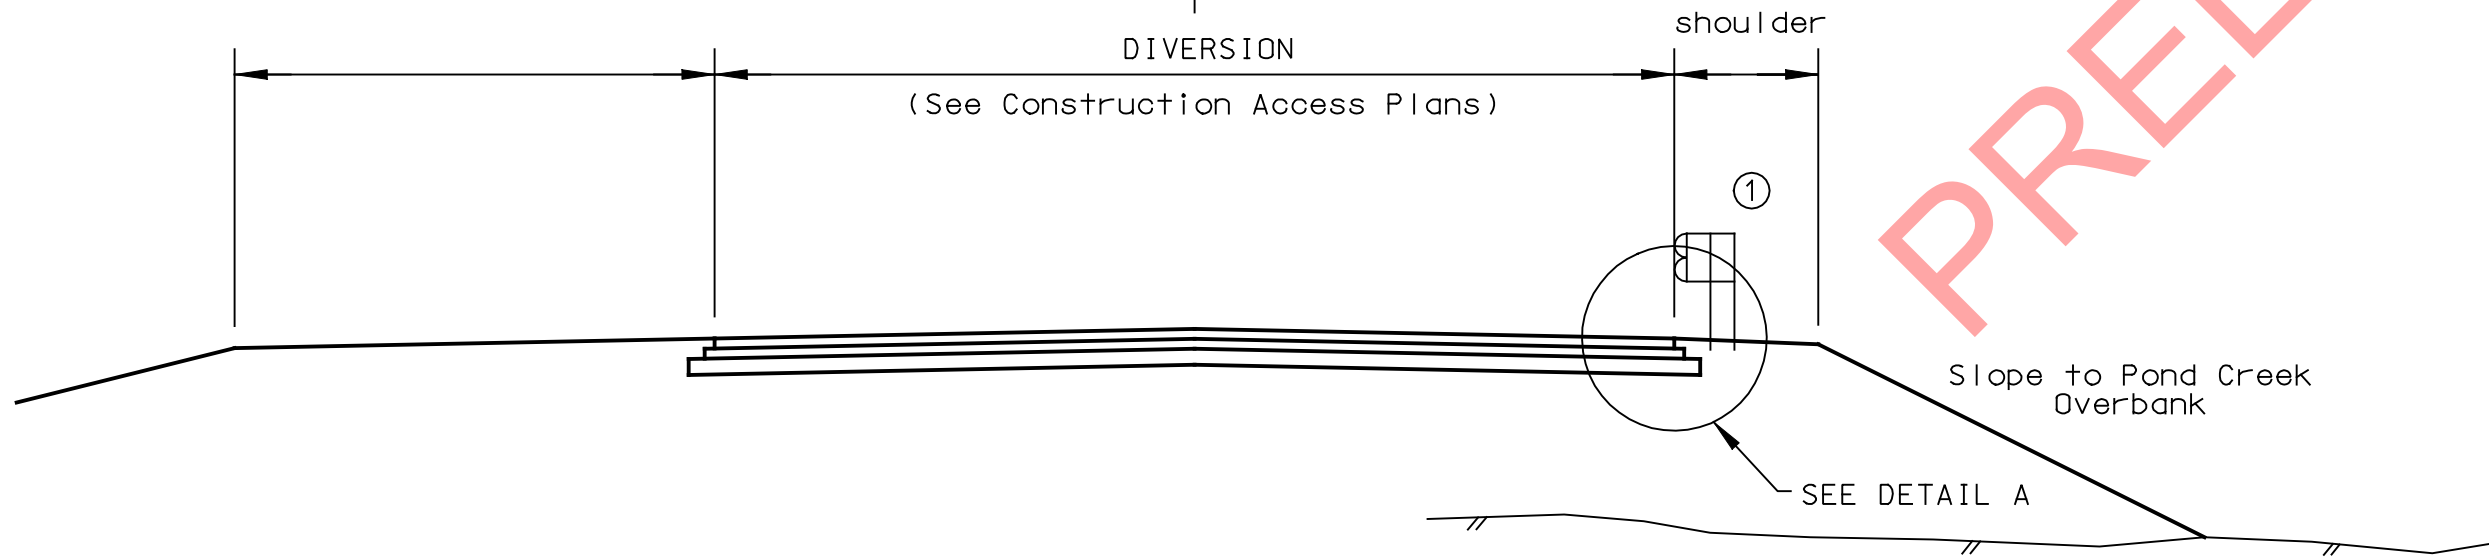 shoulder
DIVERSION
(See Construction Access Plans)
1
Slope to Pond Creek
Overbank
SEE DETAIL A
PREL